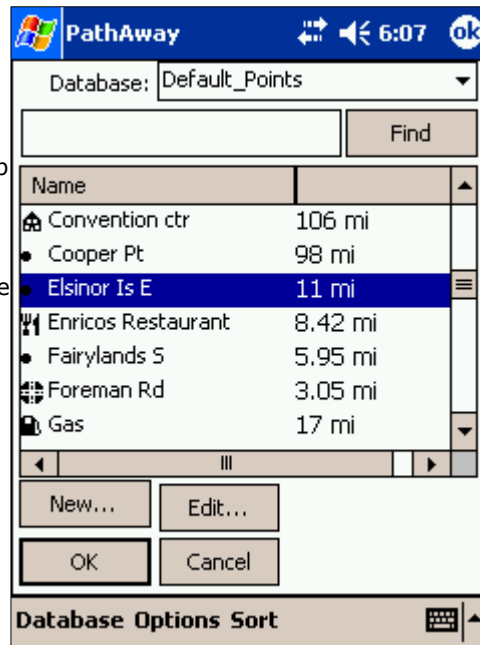 PathAway 6:07 ok
Database: Default_Points
Find
Name
Convention ctr 106 mi
Cooper Pt 98 mi
Elsinor Is E 11 mi
Enricos Restaurant 8.42 mi
Fairylands S 5.95 mi
Foreman Rd 3.05 mi
Gas 17 mi
New... Edit...
OK Cancel
Database Options Sort